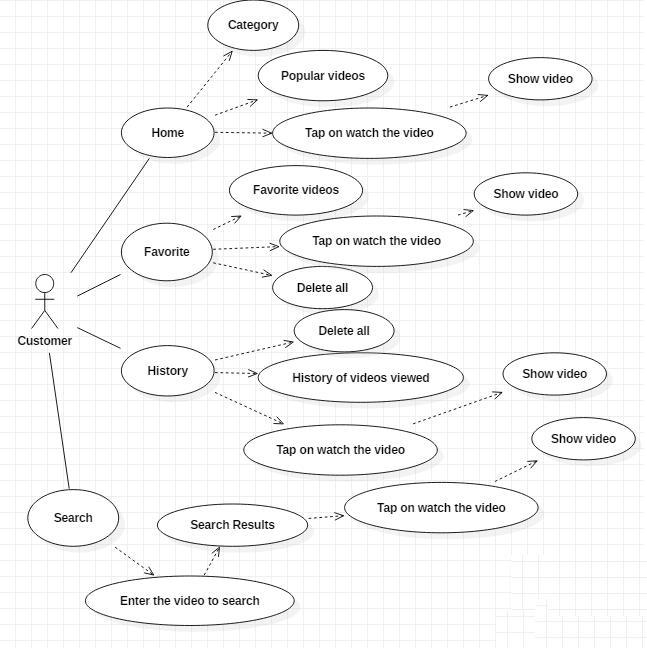 Category
Popular videos
Show video
Home
Tap on watch the video
Favorite videos
Show video
Favorite
Tap on watch the video
Delete all
Customer
Delete all
History
History of videos viewed
Show video
Tap on watch the video
Show video
Search
Search Results
Tap on watch the video
Enter the video to search